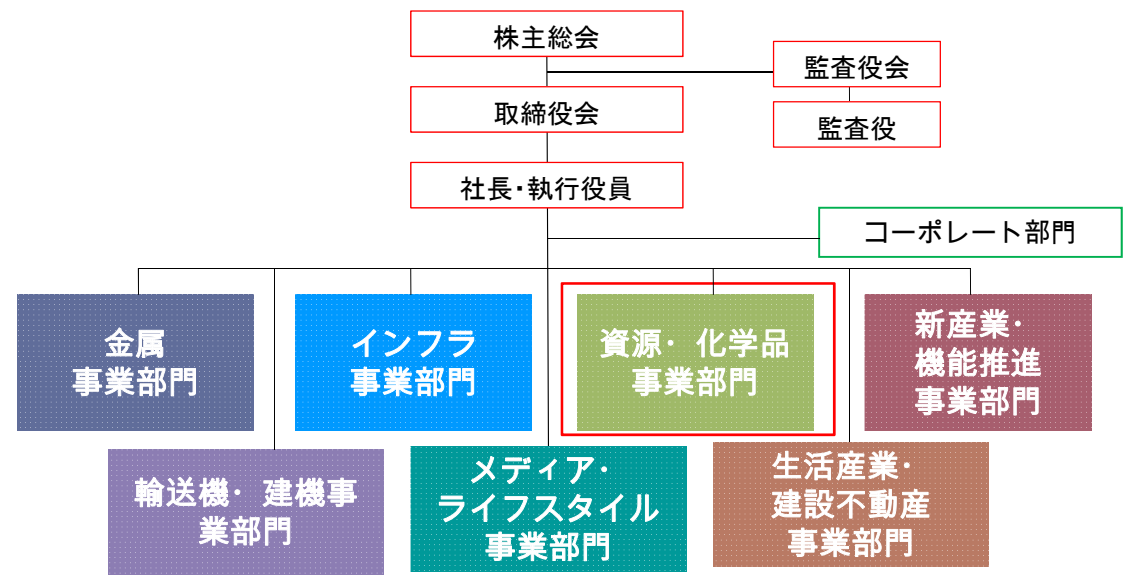 株主総会
監査役会
取締役会
監査役
社長・執行役員
コーポレート部門
金属
事業部門
インフラ
事業部門
資源・化学品
事業部門
新産業・
機能推進
事業部門
輸送機・建機事
業部門
メディア・
ライフスタイル
事業部門
生活産業・
建設不動産
事業部門